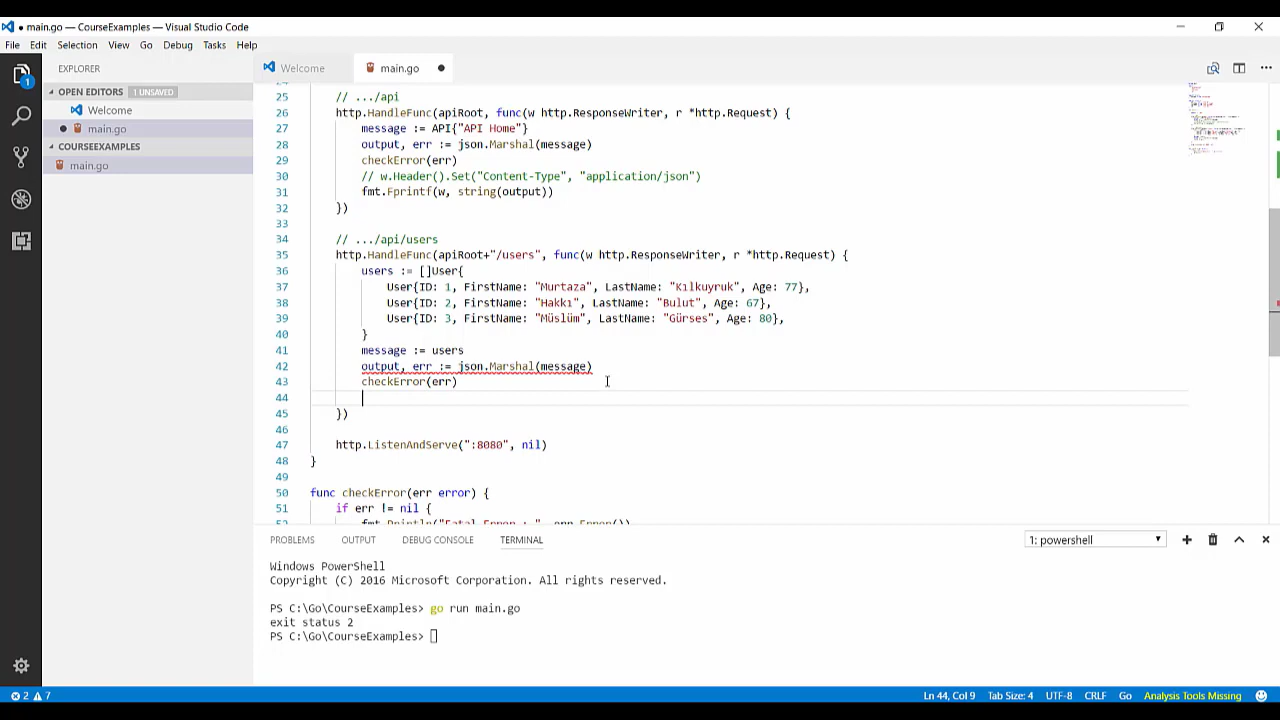 ● main.go — CourseExamples — Visual Studio Code
File Edit Selection View Go Debug Tasks Help
EXPLORER
Welcome
main.go ●
OPEN EDITORS 1 UNSAVED
Welcome
● main.go
COURSEEXAMPLES
main.go
1
25 // .../api
26 http.HandleFunc(apiRoot, func(w http.ResponseWriter, r *http.Request) {
27 message := API{"API Home"}
28 output, err := json.Marshal(message)
29 checkError(err)
30 // w.Header().Set("Content-Type", "application/json")
31 fmt.Fprintf(w, string(output))
32 })
33
34 // .../api/users
35 http.HandleFunc(apiRoot+"/users", func(w http.ResponseWriter, r *http.Request) {
36 users := []User{
37 User{ID: 1, FirstName: "Murtaza", LastName: "Kılkuyruk", Age: 77},
38 User{ID: 2, FirstName: "Hakkı", LastName: "Bulut", Age: 67},
39 User{ID: 3, FirstName: "Müslüm", LastName: "Gürses", Age: 80},
40 }
41 message := users
42 output, err := json.Marshal(message)
43 checkError(err)
44
45 })
46
47 http.ListenAndServe(":8080", nil)
48 }
49
50 func checkError(err error) {
51 if err != nil {
PROBLEMS OUTPUT DEBUG CONSOLE TERMINAL
1: powershell
Windows PowerShell
Copyright (C) 2016 Microsoft Corporation. All rights reserved.
PS C:\Go\CourseExamples> go run main.go
exit status 2
PS C:\Go\CourseExamples>
2 7
Ln 44, Col 9 Tab Size: 4 UTF-8 CRLF Go Analysis Tools Missing